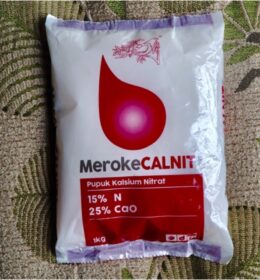 MerokeCALNIT
Pupuk Kalsium Nitrat
15% N
25% CaO
1KG